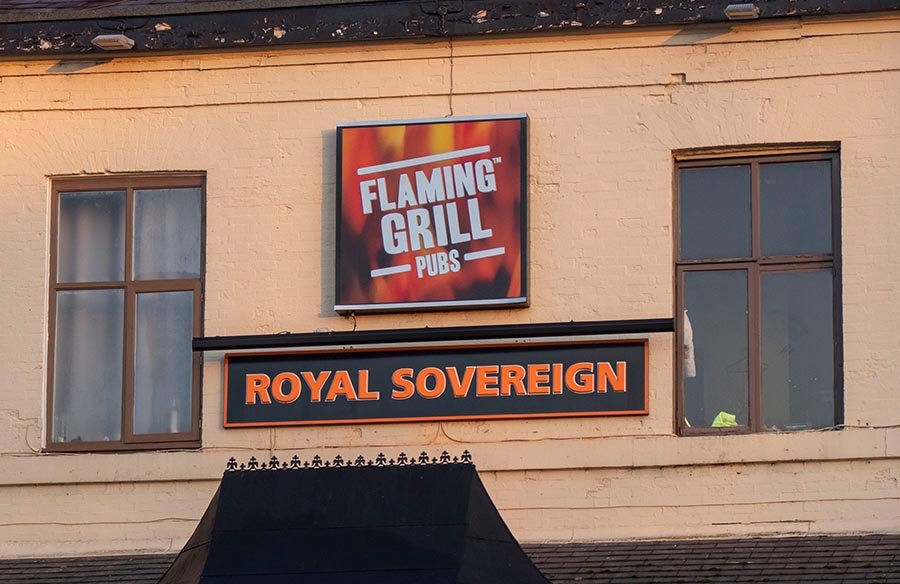 FLAMING™
GRILL
PUBS
ROYAL SOVEREIGN